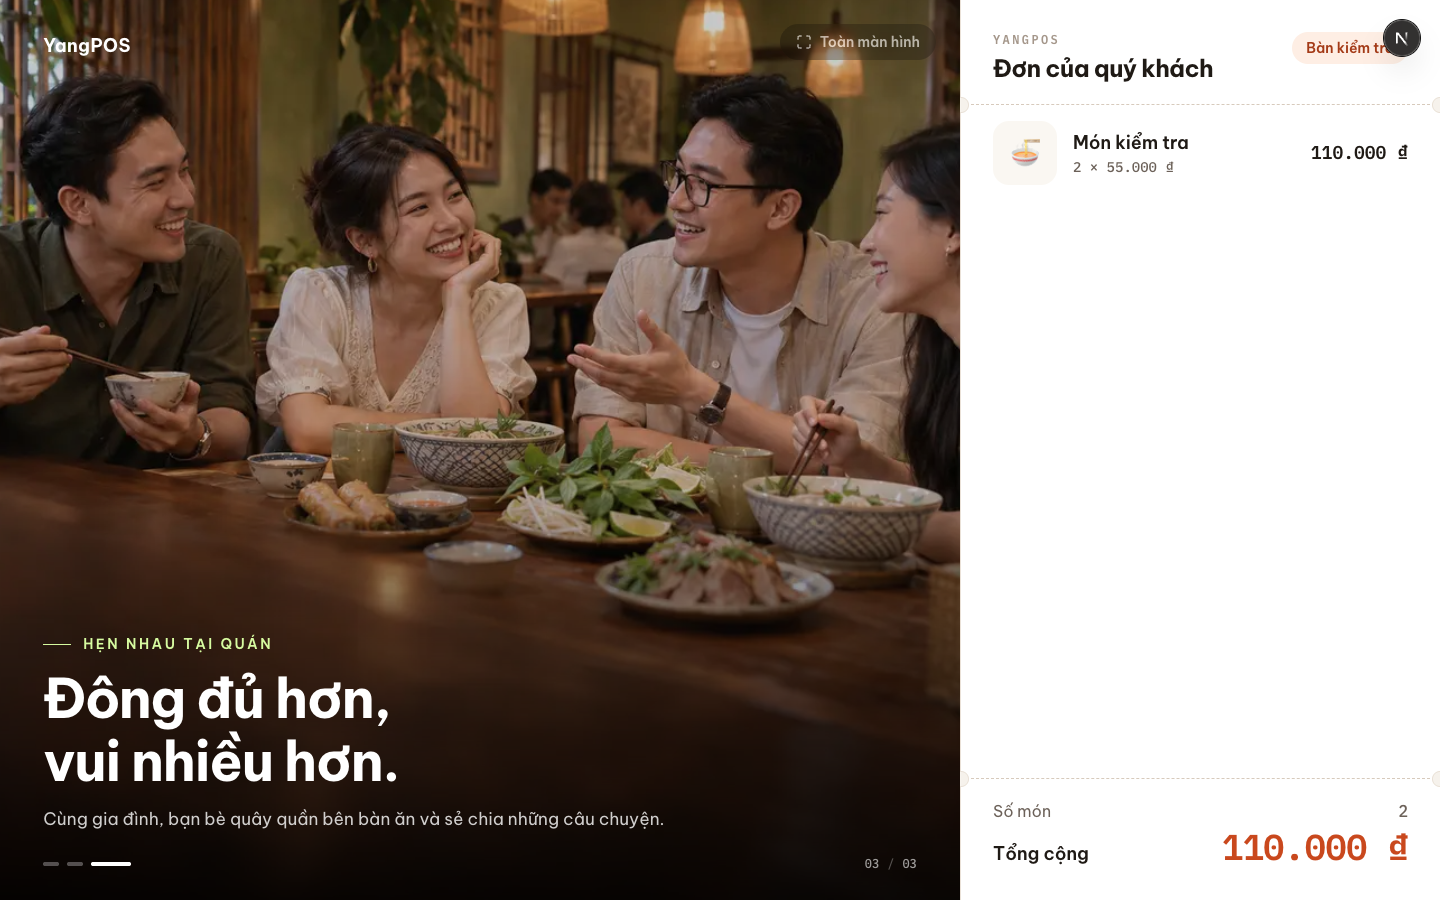 YangPOS
Toàn màn hình
HẸN NHAU TẠI QUÁN
Đông đủ hơn,
vui nhiều hơn.
Cùng gia đình, bạn bè quây quần bên bàn ăn và sẻ chia những câu chuyện.
03 / 03
YANGPOS
Đơn của quý khách
Bàn kiểm
N
Món kiểm tra
2 × 55.000 ₫
110.000 ₫
Số món
2
Tổng cộng
110.000 ₫